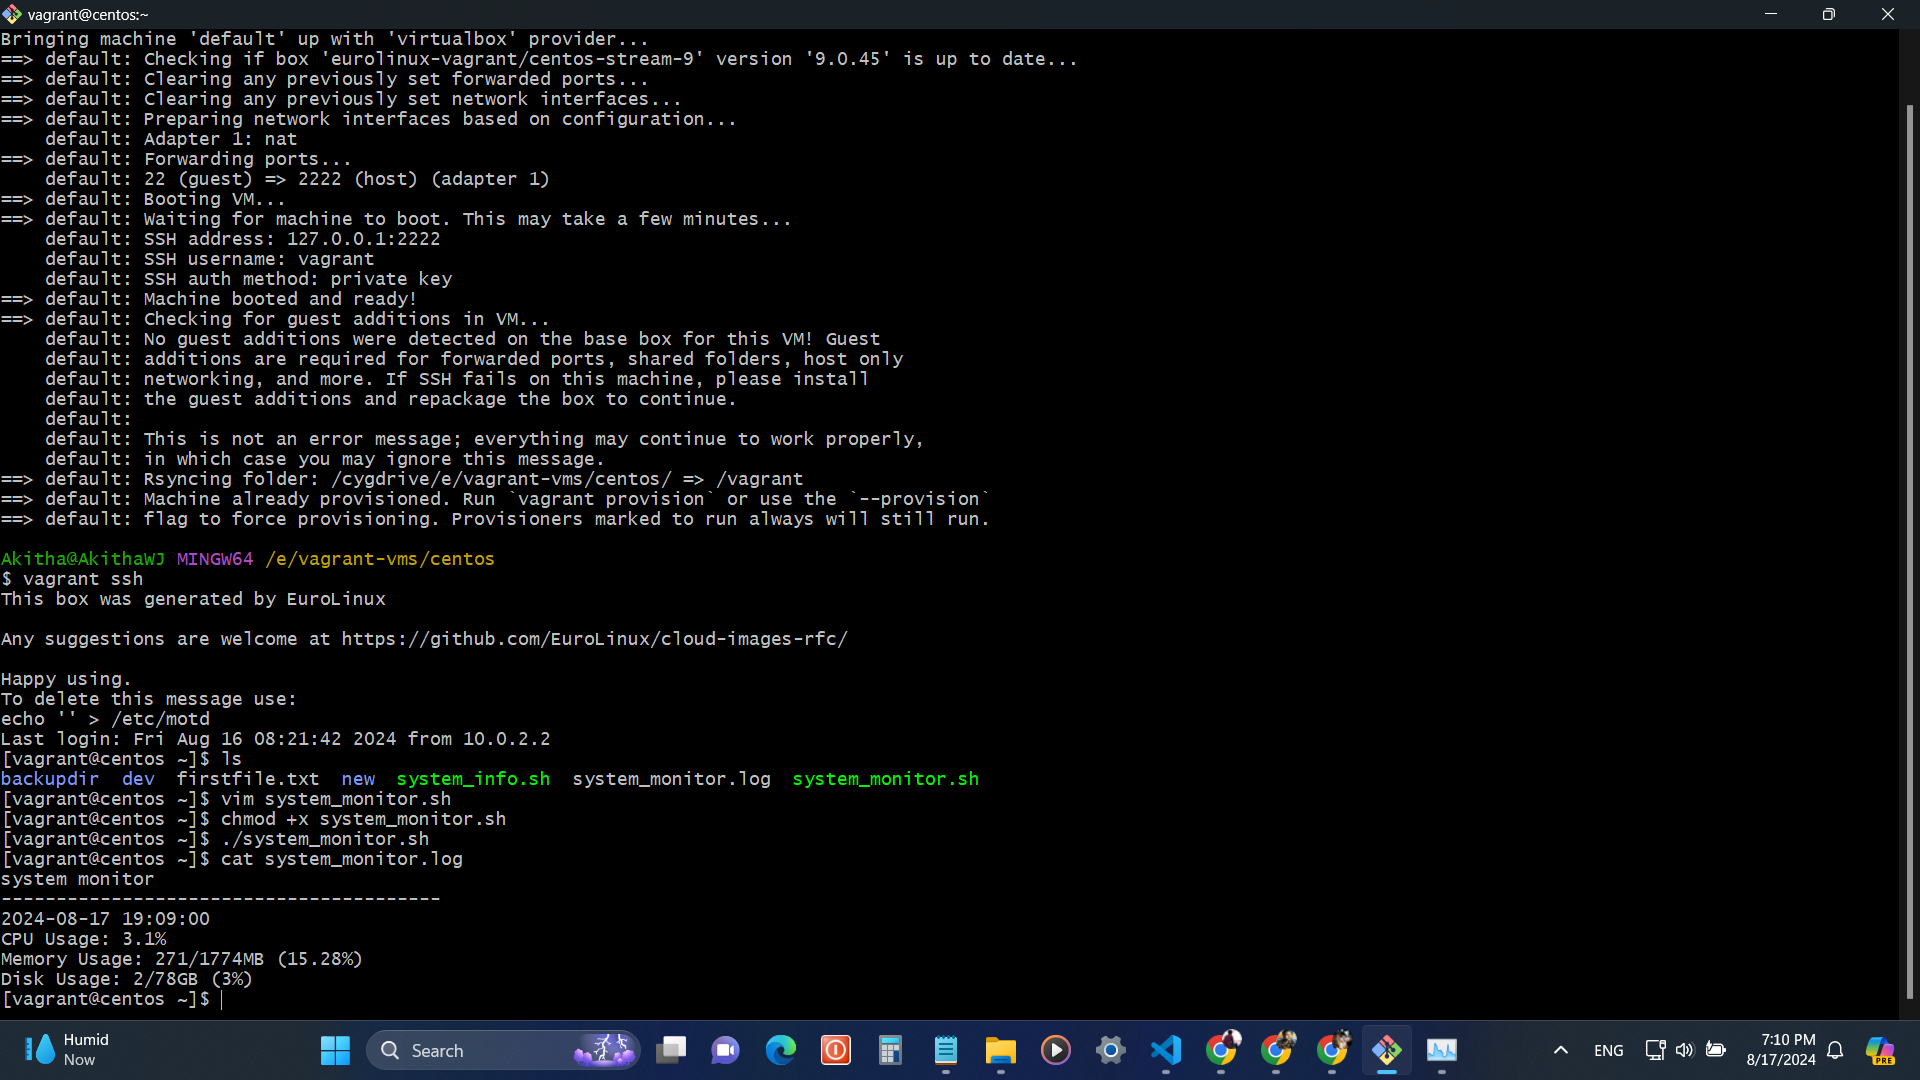 vagrant@centos:~
Bringing machine 'default' up with 'virtualbox' provider...
==> default: Checking if box 'eurolinux-vagrant/centos-stream-9' version '9.0.45' is up to date...
==> default: Clearing any previously set forwarded ports...
==> default: Clearing any previously set network interfaces...
==> default: Preparing network interfaces based on configuration...
    default: Adapter 1: nat
==> default: Forwarding ports...
    default: 22 (guest) => 2222 (host) (adapter 1)
==> default: Booting VM...
==> default: Waiting for machine to boot. This may take a few minutes...
    default: SSH address: 127.0.0.1:2222
    default: SSH username: vagrant
    default: SSH auth method: private key
==> default: Machine booted and ready!
==> default: Checking for guest additions in VM...
    default: No guest additions were detected on the base box for this VM! Guest
    default: additions are required for forwarded ports, shared folders, host only
    default: networking, and more. If SSH fails on this machine, please install
    default: the guest additions and repackage the box to continue.
    default:
    default: This is not an error message; everything may continue to work properly,
    default: in which case you may ignore this message.
==> default: Rsyncing folder: /cygdrive/e/vagrant-vms/centos/ => /vagrant
==> default: Machine already provisioned. Run `vagrant provision` or use the `--provision`
==> default: flag to force provisioning. Provisioners marked to run always will still run.
Akitha@AkithaWJ MINGW64 /e/vagrant-vms/centos
$ vagrant ssh
This box was generated by EuroLinux
Any suggestions are welcome at https://github.com/EuroLinux/cloud-images-rfc/
Happy using.
To delete this message use:
echo '' > /etc/motd
Last login: Fri Aug 16 08:21:42 2024 from 10.0.2.2
[vagrant@centos ~]$ ls
backupdir  dev  firstfile.txt  new  system_info.sh  system_monitor.log  system_monitor.sh
[vagrant@centos ~]$ vim system_monitor.sh
[vagrant@centos ~]$ chmod +x system_monitor.sh
[vagrant@centos ~]$ ./system_monitor.sh
[vagrant@centos ~]$ cat system_monitor.log
system monitor
----------------------------------------
2024-08-17 19:09:00
CPU Usage: 3.1%
Memory Usage: 271/1774MB (15.28%)
Disk Usage: 2/78GB (3%)
[vagrant@centos ~]$
Humid
Now
Search
ENG
7:10 PM
8/17/2024
PRE